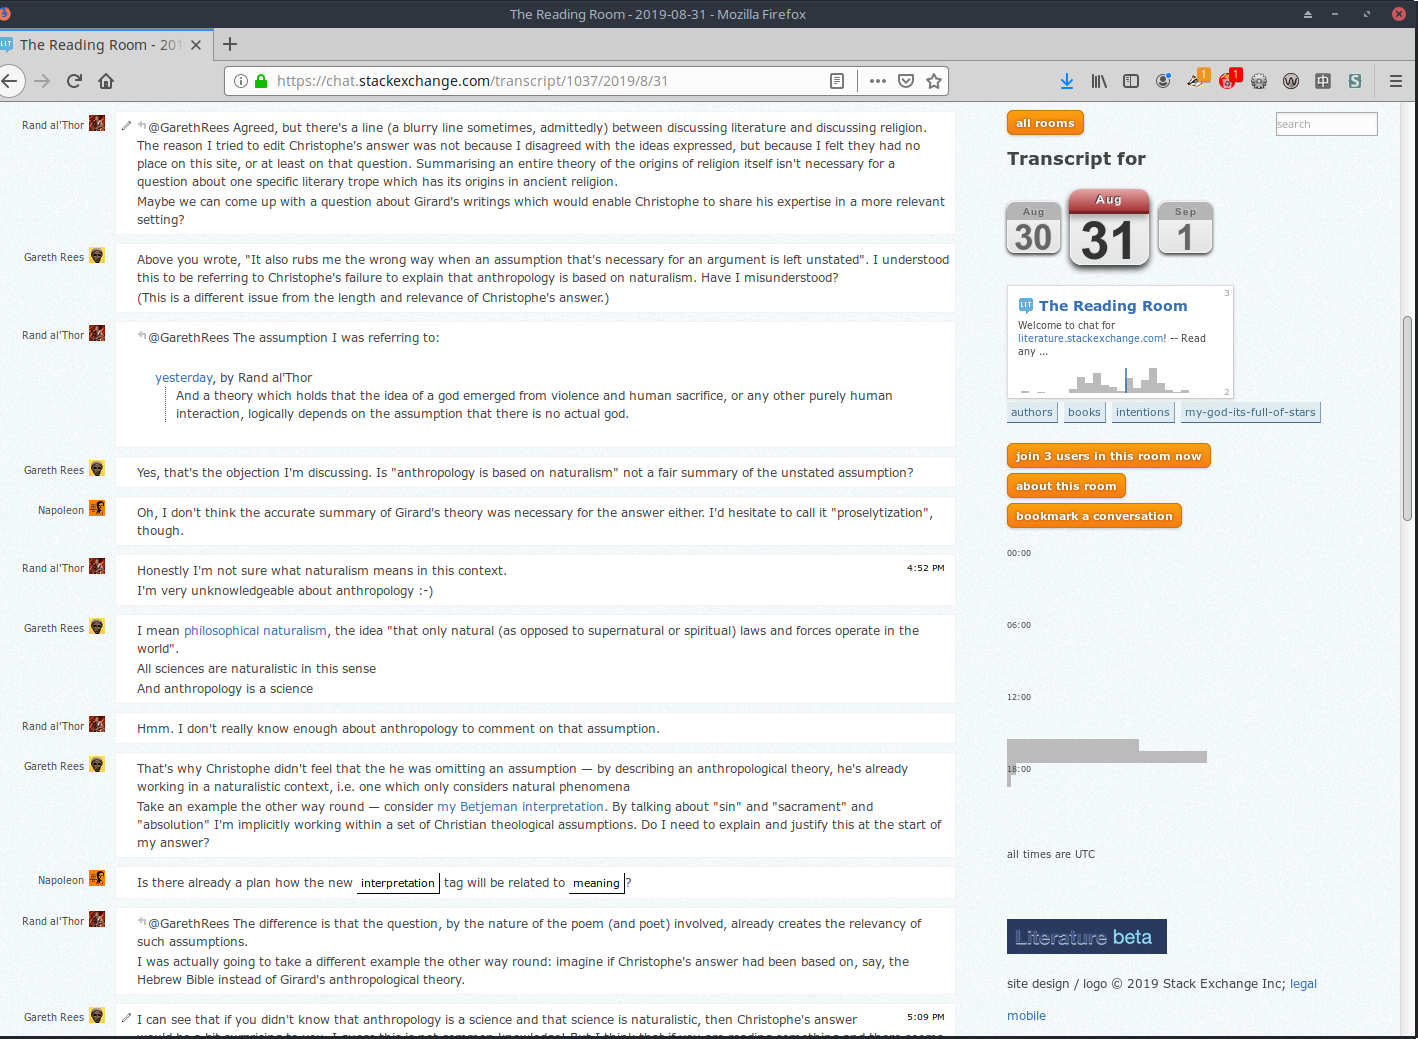 The Reading Room - 2019-08-31 - Mozilla Firefox
LIT The Reading Room - 201
https://chat.stackexchange.com/transcript/1037/2019/8/31
1
1
Rand al'Thor
@GarethRees Agreed, but there's a line (a blurry line sometimes, admittedly) between discussing literature and discussing religion.
The reason I tried to edit Christophe's answer was not because I disagreed with the ideas expressed, but because I felt they had no
place on this site, or at least on that question. Summarising an entire theory of the origins of religion itself isn't necessary for a
question about one specific literary trope which has its origins in ancient religion.
Maybe we can come up with a question about Girard's writings which would enable Christophe to share his expertise in a more relevant
setting?
Gareth Rees
Above you wrote, "It also rubs me the wrong way when an assumption that's necessary for an argument is left unstated". I understood
this to be referring to Christophe's failure to explain that anthropology is based on naturalism. Have I misunderstood?
(This is a different issue from the length and relevance of Christophe's answer.)
Rand al'Thor
@GarethRees The assumption I was referring to:
yesterday, by Rand al'Thor
And a theory which holds that the idea of a god emerged from violence and human sacrifice, or any other purely human
interaction, logically depends on the assumption that there is no actual god.
Gareth Rees
Yes, that's the objection I'm discussing. Is "anthropology is based on naturalism" not a fair summary of the unstated assumption?
Napoleon
Oh, I don't think the accurate summary of Girard's theory was necessary for the answer either. I'd hesitate to call it "proselytization",
though.
Rand al'Thor
Honestly I'm not sure what naturalism means in this context.
4:52 PM
I'm very unknowledgeable about anthropology :-)
Gareth Rees
I mean philosophical naturalism, the idea "that only natural (as opposed to supernatural or spiritual) laws and forces operate in the
world".
All sciences are naturalistic in this sense
And anthropology is a science
Rand al'Thor
Hmm. I don't really know enough about anthropology to comment on that assumption.
Gareth Rees
That's why Christophe didn't feel that the he was omitting an assumption — by describing an anthropological theory, he's already
working in a naturalistic context, i.e. one which only considers natural phenomena
Take an example the other way round — consider my Betjeman interpretation. By talking about "sin" and "sacrament" and
"absolution" I'm implicitly working within a set of Christian theological assumptions. Do I need to explain and justify this at the start of
my answer?
Napoleon
Is there already a plan how the new interpretation tag will be related to meaning?
Rand al'Thor
@GarethRees The difference is that the question, by the nature of the poem (and poet) involved, already creates the relevancy of
such assumptions.
I was actually going to take a different example the other way round: imagine if Christophe's answer had been based on, say, the
Hebrew Bible instead of Girard's anthropological theory.
Gareth Rees
I can see that if you didn't know that anthropology is a science and that science is naturalistic, then Christophe's answer
5:09 PM
all rooms
search
Transcript for
Aug
30
Aug
31
Sep
1
LIT The Reading Room
3
Welcome to chat for
literature.stackexchange.com! -- Read
any ...
2
authors books intentions my-god-its-full-of-stars
join 3 users in this room now
about this room
bookmark a conversation
00:00
06:00
12:00
18:00
all times are UTC
Literature beta
site design / logo © 2019 Stack Exchange Inc; legal
mobile